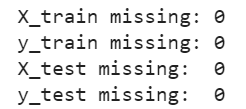 X_train missing: 0
y_train missing: 0
X_test missing:  0
y_test missing:  0